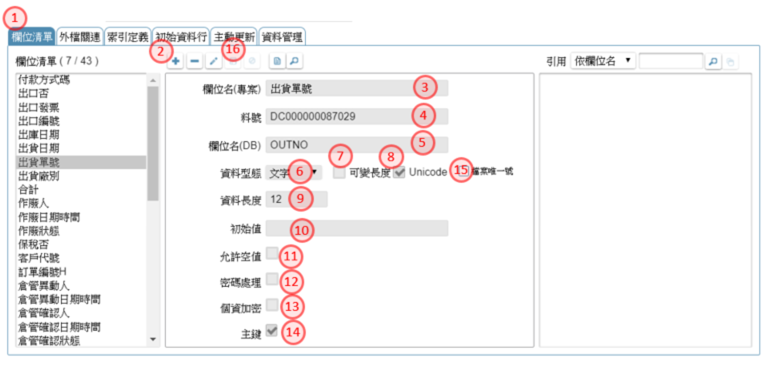 1
欄位清單 外檔關連 索引定義 初始資料行 主動更新 資料管理
2 16
欄位清單 ( 7 / 43 )
引用 依欄位名
付款方式碼
出口否
出口發票
出口編號
出庫日期
出貨日期
出貨單號
出貨廠別
合計
作廢人
作廢日期時間
作廢狀態
保稅否
客戶代號
訂單編號H
倉管異動人
倉管異動日期時間
倉管確認人
倉管確認日期時間
倉管確認狀態
欄位名(專案) 出貨單號 3
料號 DC000000087029 4
欄位名(DB) OUTNO 5
資料型態 文字 6 7 可變長度 8 Unicode 15 檔案唯一號
資料長度 12 9
初始值 10
允許空值 11
密碼處理 12
個資加密 13
主鍵 14